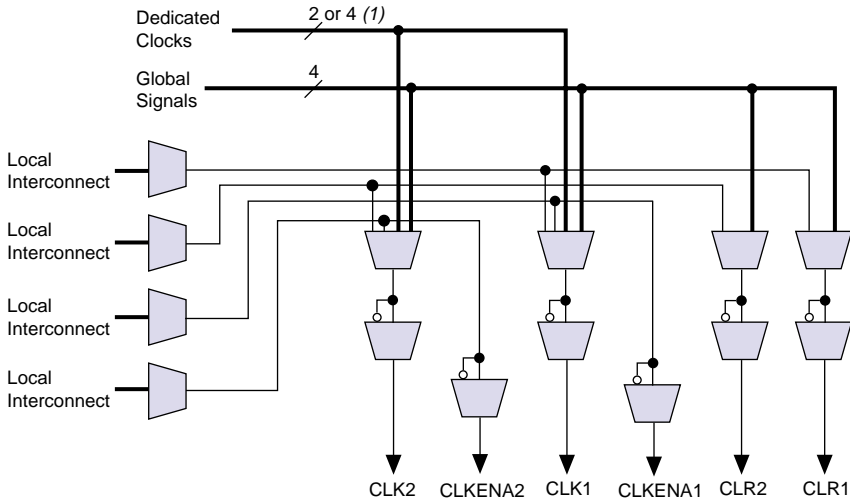 Dedicated
Clocks
2 or 4 (1)
Global
Signals
4
Local
Interconnect
Local
Interconnect
Local
Interconnect
Local
Interconnect
CLK2
CLKENA2
CLK1
CLKENA1
CLR2
CLR1